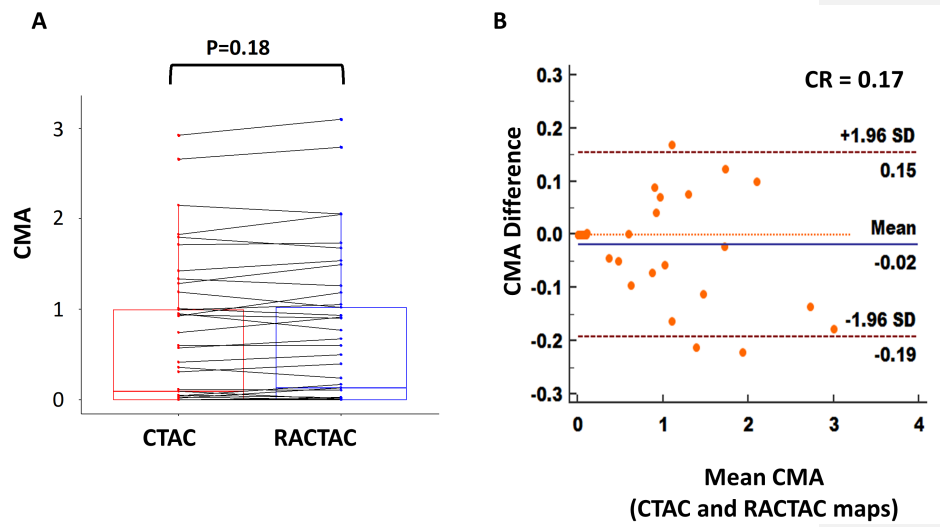 A
P=0.18
CMA
3
2
1
0
CTAC
RACTAC
B
CR = 0.17
CMA Difference
0.3
0.2
0.1
0.0
-0.1
-0.2
-0.3
+1.96 SD
0.15
Mean
-0.02
-1.96 SD
-0.19
0
1
2
3
4
Mean CMA
(CTAC and RACTAC maps)